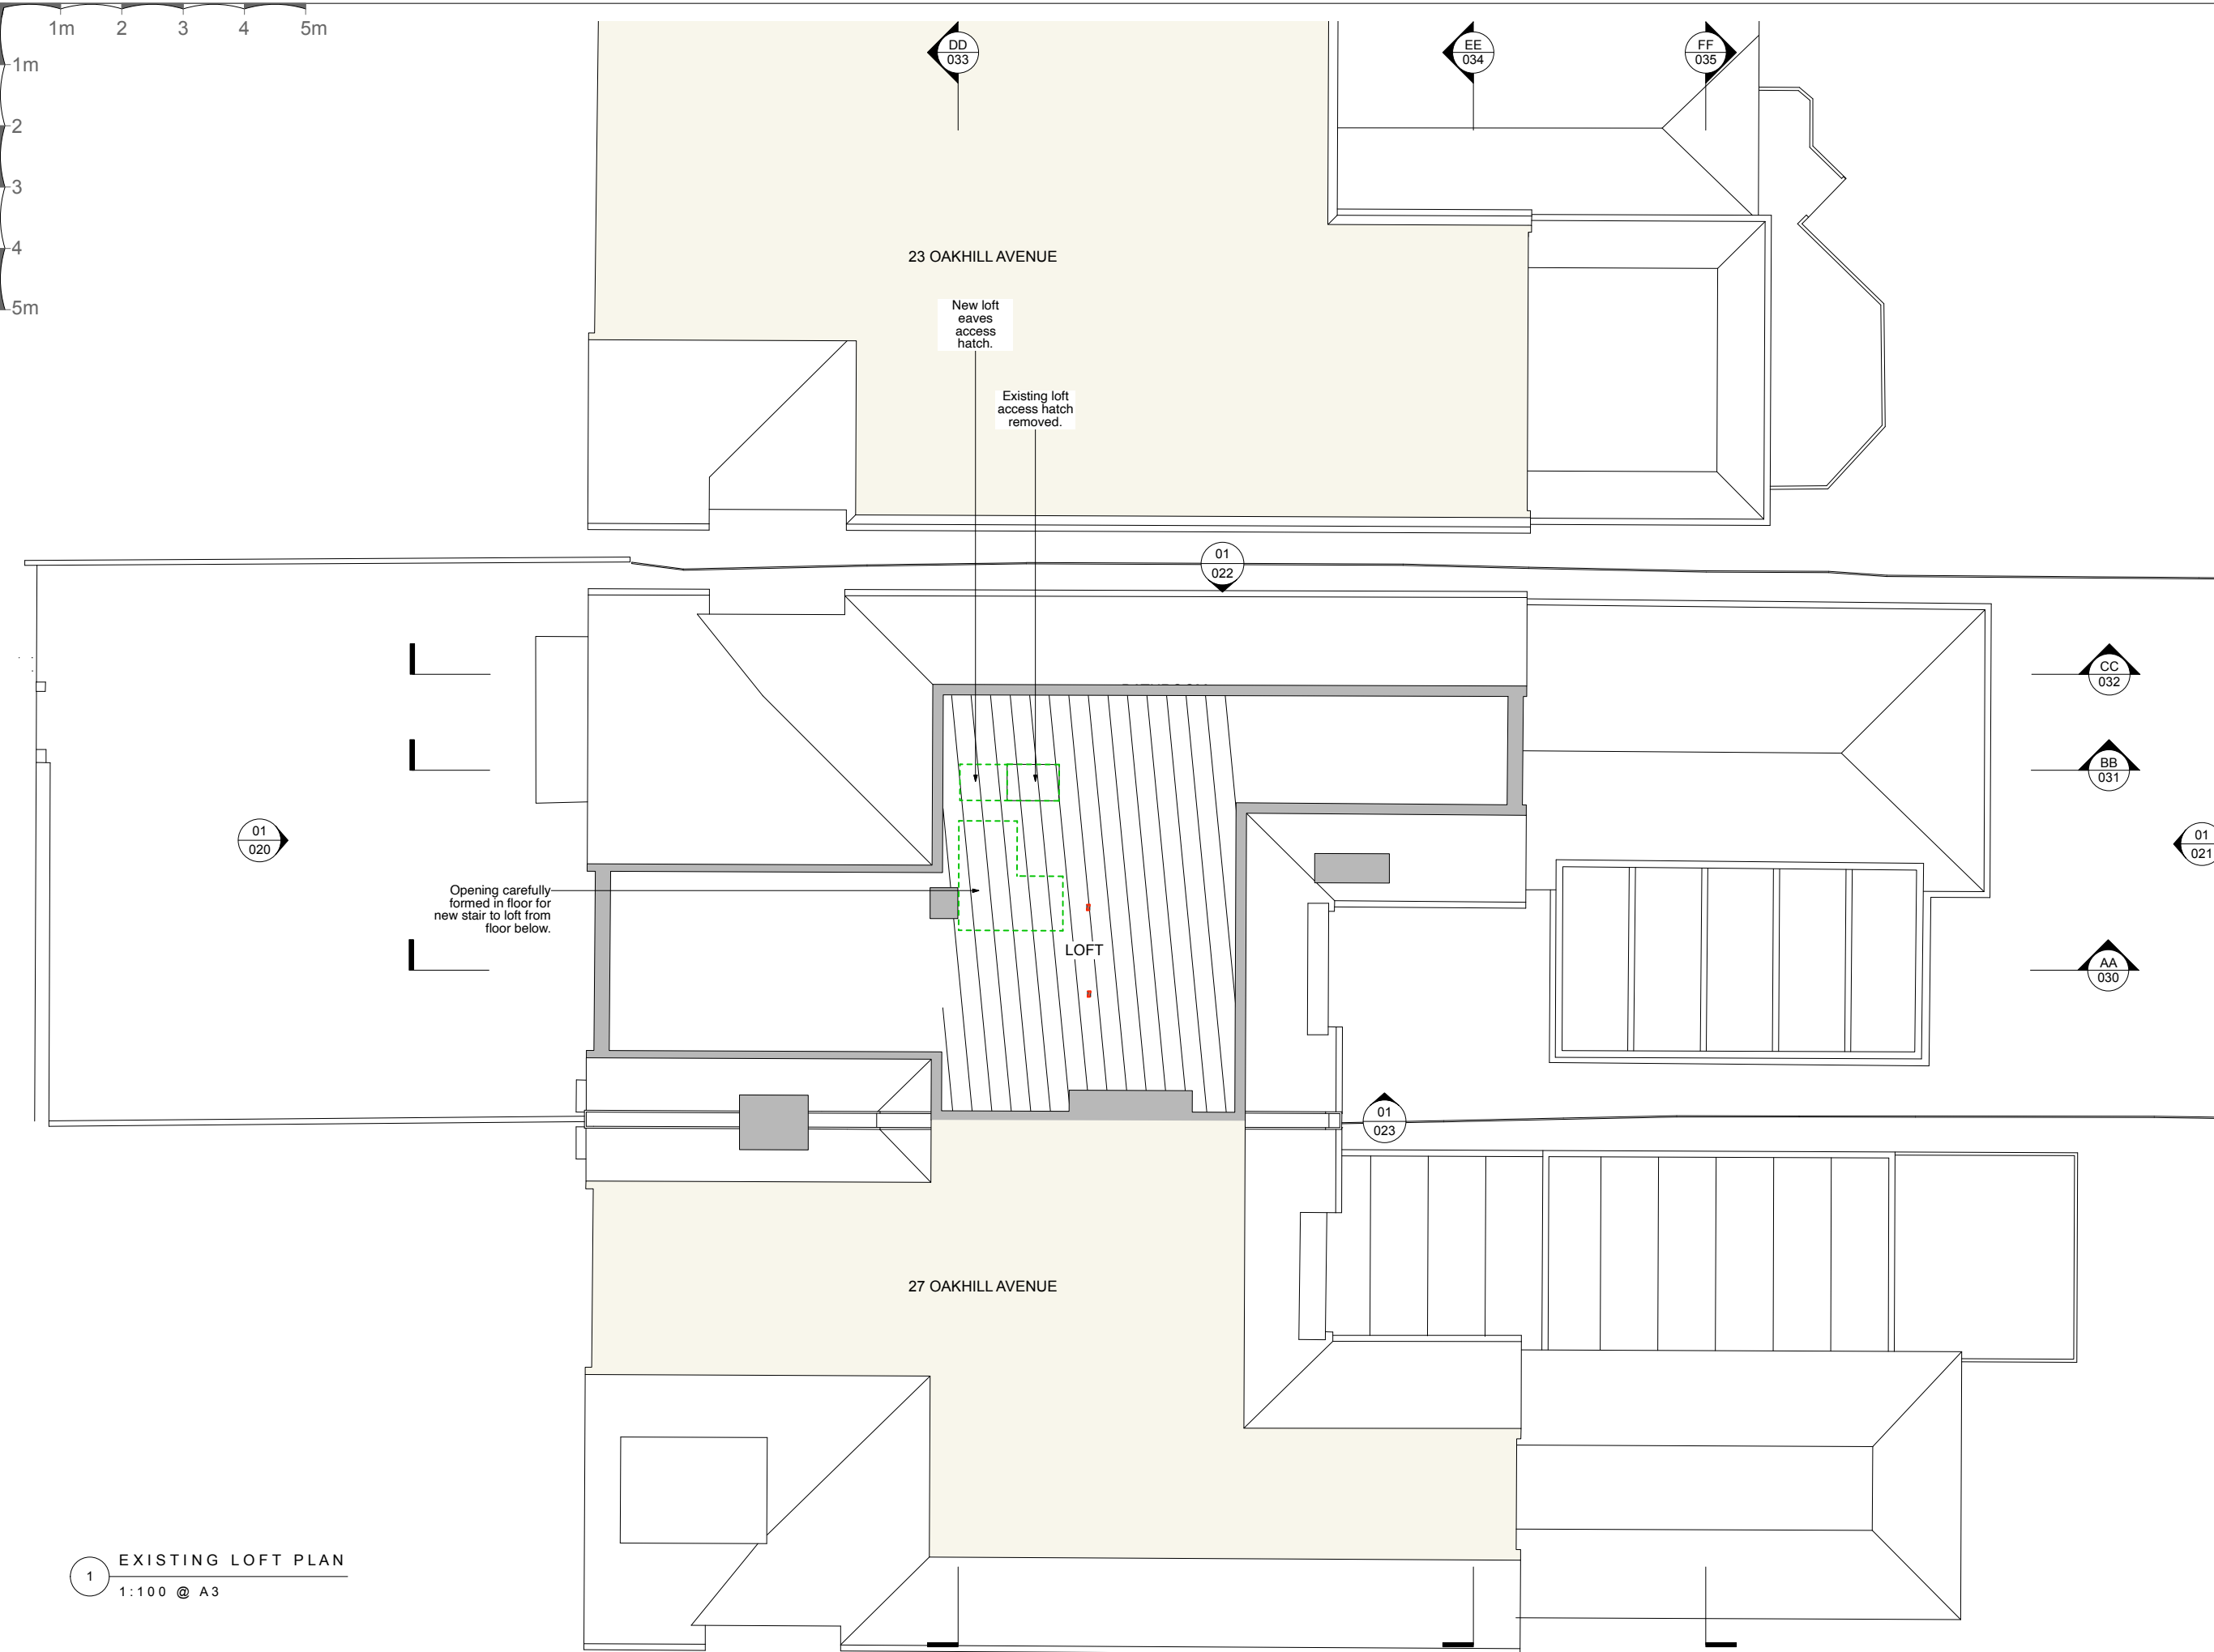 1m 2 3 4 5m
1m
2
3
4
5m
DD
033
EE
034
FF
035
23 OAKHILL AVENUE
New loft
eaves
access
hatch.
Existing loft
access hatch
removed.
01
022
CC
032
BB
031
01
020
01
021
Opening carefully
formed in floor for
new stair to loft from
floor below.
LOFT
AA
030
01
023
27 OAKHILL AVENUE
1
EXISTING LOFT PLAN
1:100 @ A3